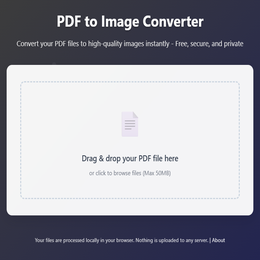 PDF to Image Converter
Convert your PDF files to high-quality images instantly - Free, secure, and private
Drag & drop your PDF file here
or click to browse files (Max 50MB)
Your files are processed locally in your browser. Nothing is uploaded to any server. | About